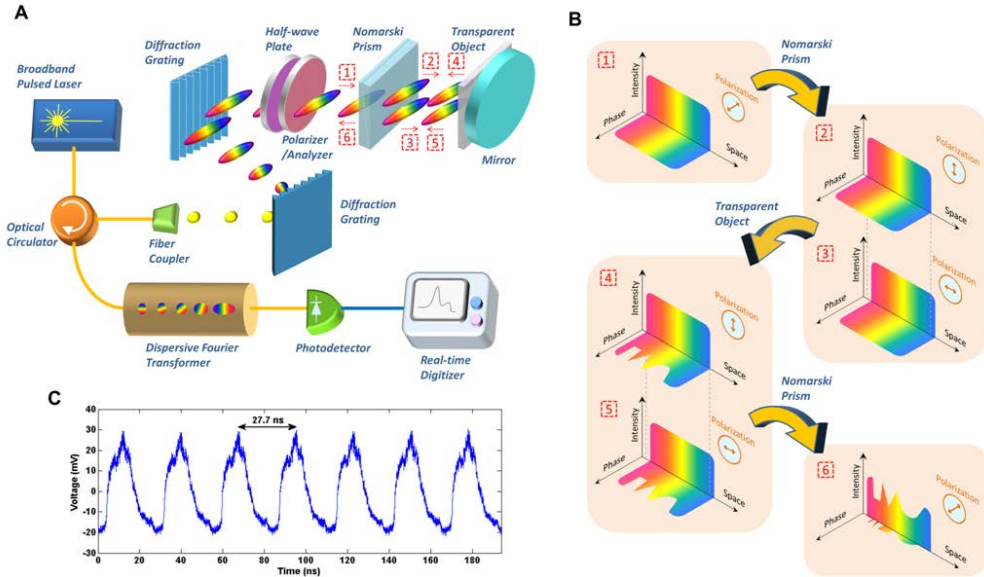 A
Broadband
Pulsed Laser
Diffraction
Grating
Half-wave
Plate
Nomarski
Prism
Transparent
Object
1
2
4
6
3
5
Polarizer
/Analyzer
Mirror
Optical
Circulator
Fiber
Coupler
Diffraction
Grating
Dispersive Fourier
Transformer
Photodetector
Real-time
Digitizer
B
1
Intensity
Phase
Space
Polarization
Nomarski
Prism
2
Intensity
Phase
Space
Polarization
Transparent
Object
3
Intensity
Phase
Space
Polarization
4
Intensity
Phase
Space
Polarization
5
Intensity
Phase
Space
Polarization
Nomarski
Prism
6
Intensity
Phase
Space
Polarization
C
27.7 ns
Voltage (mV)
40
30
20
10
0
-10
-20
-30
0
20
40
60
80
100
120
140
160
180
Time (ns)